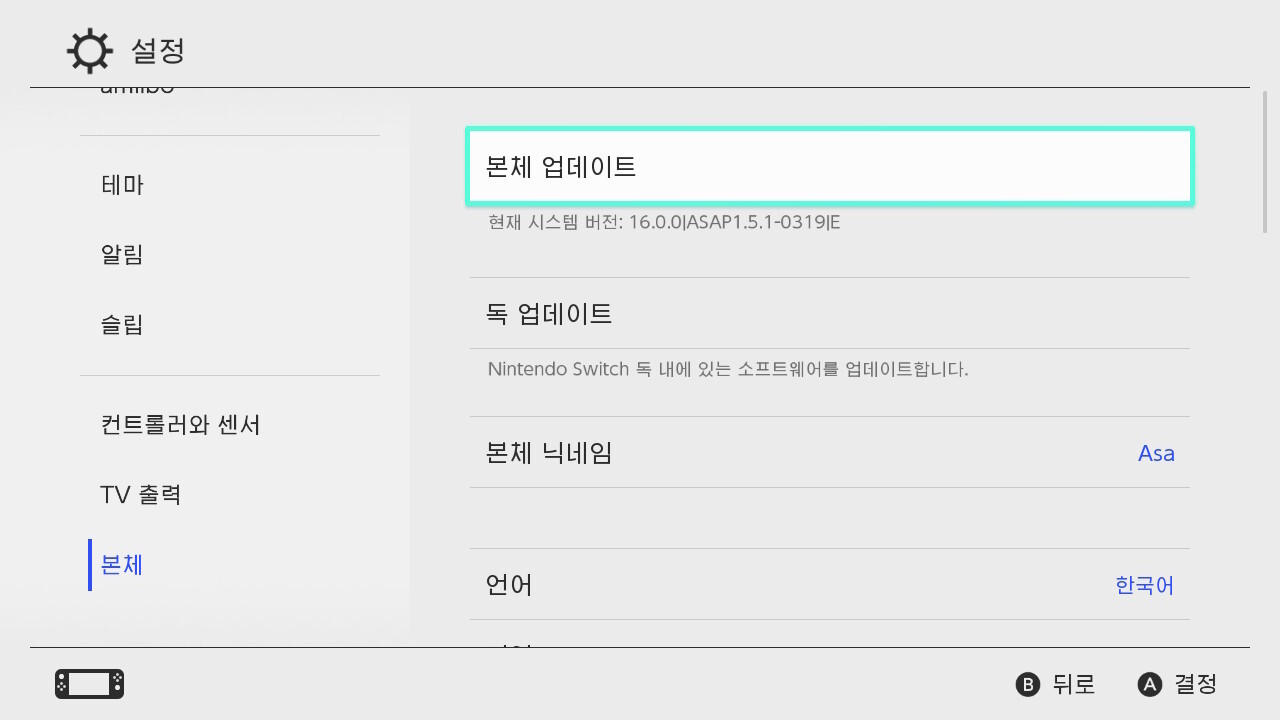 설정
amiibo
테마
알림
슬립
컨트롤러와 센서
TV 출력
본체
본체 업데이트
현재 시스템 버전: 16.0.0|ASAP1.5.1-0319|E
독 업데이트
Nintendo Switch 독 내에 있는 소프트웨어를 업데이트합니다.
본체 닉네임 Asa
언어 한국어
B 뒤로 A 결정